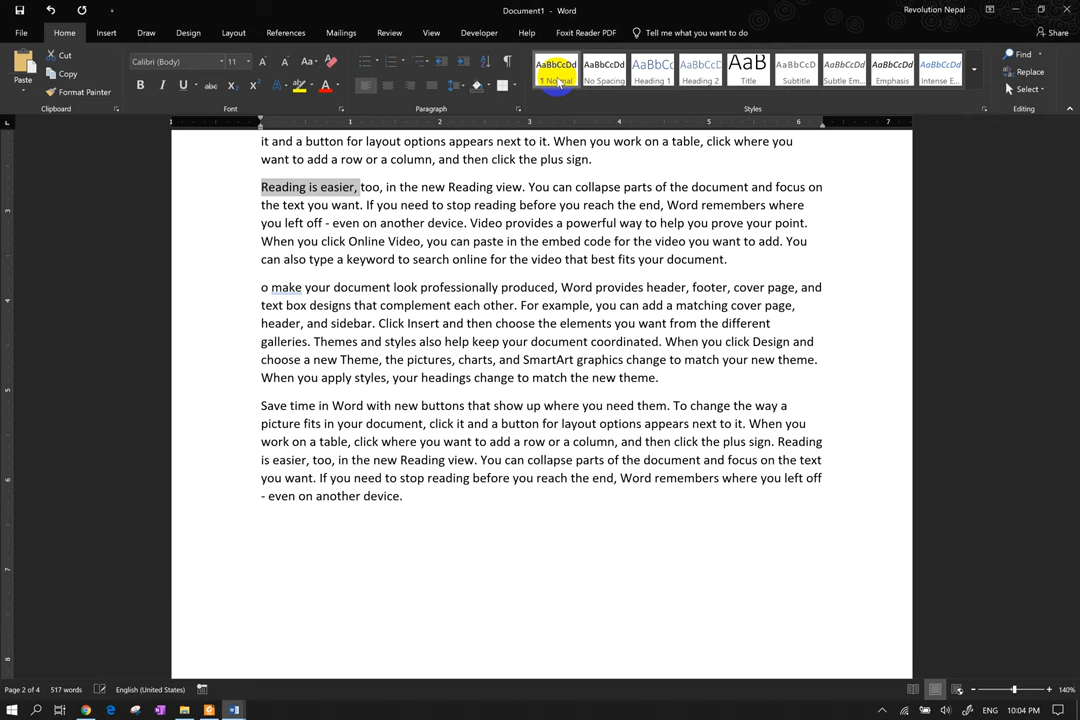 Document1 - Word
Revolution Nepal
File Home Insert Draw Design Layout References Mailings Review View Developer Help Foxit Reader PDF Tell me what you want to do Share
Paste
Cut
Copy
Format Painter
Clipboard
Calibri (Body) 11
Font
Paragraph
AaBbCcDd AaBbCcDd AaBbCc AaBbCcD AaB AaBbCcD AaBbCcDd AaBbCcDd AaBbCcDd
¶ Normal No Spacing Heading 1 Heading 2 Title Subtitle Subtle Em... Emphasis Intense E...
Styles
Find
Replace
Select
Editing
1 1 2 3 4 5 6 7
it and a button for layout options appears next to it. When you work on a table, click where you
want to add a row or a column, and then click the plus sign.
Reading is easier, too, in the new Reading view. You can collapse parts of the document and focus on
the text you want. If you need to stop reading before you reach the end, Word remembers where
you left off - even on another device. Video provides a powerful way to help you prove your point.
When you click Online Video, you can paste in the embed code for the video you want to add. You
can also type a keyword to search online for the video that best fits your document.
o make your document look professionally produced, Word provides header, footer, cover page, and
text box designs that complement each other. For example, you can add a matching cover page,
header, and sidebar. Click Insert and then choose the elements you want from the different
galleries. Themes and styles also help keep your document coordinated. When you click Design and
choose a new Theme, the pictures, charts, and SmartArt graphics change to match your new theme.
When you apply styles, your headings change to match the new theme.
Save time in Word with new buttons that show up where you need them. To change the way a
picture fits in your document, click it and a button for layout options appears next to it. When you
work on a table, click where you want to add a row or a column, and then click the plus sign. Reading
is easier, too, in the new Reading view. You can collapse parts of the document and focus on the text
you want. If you need to stop reading before you reach the end, Word remembers where you left off
- even on another device.
3
4
5
6
7
8
Page 2 of 4 517 words English (United States) 140%
ENG 10:04 PM